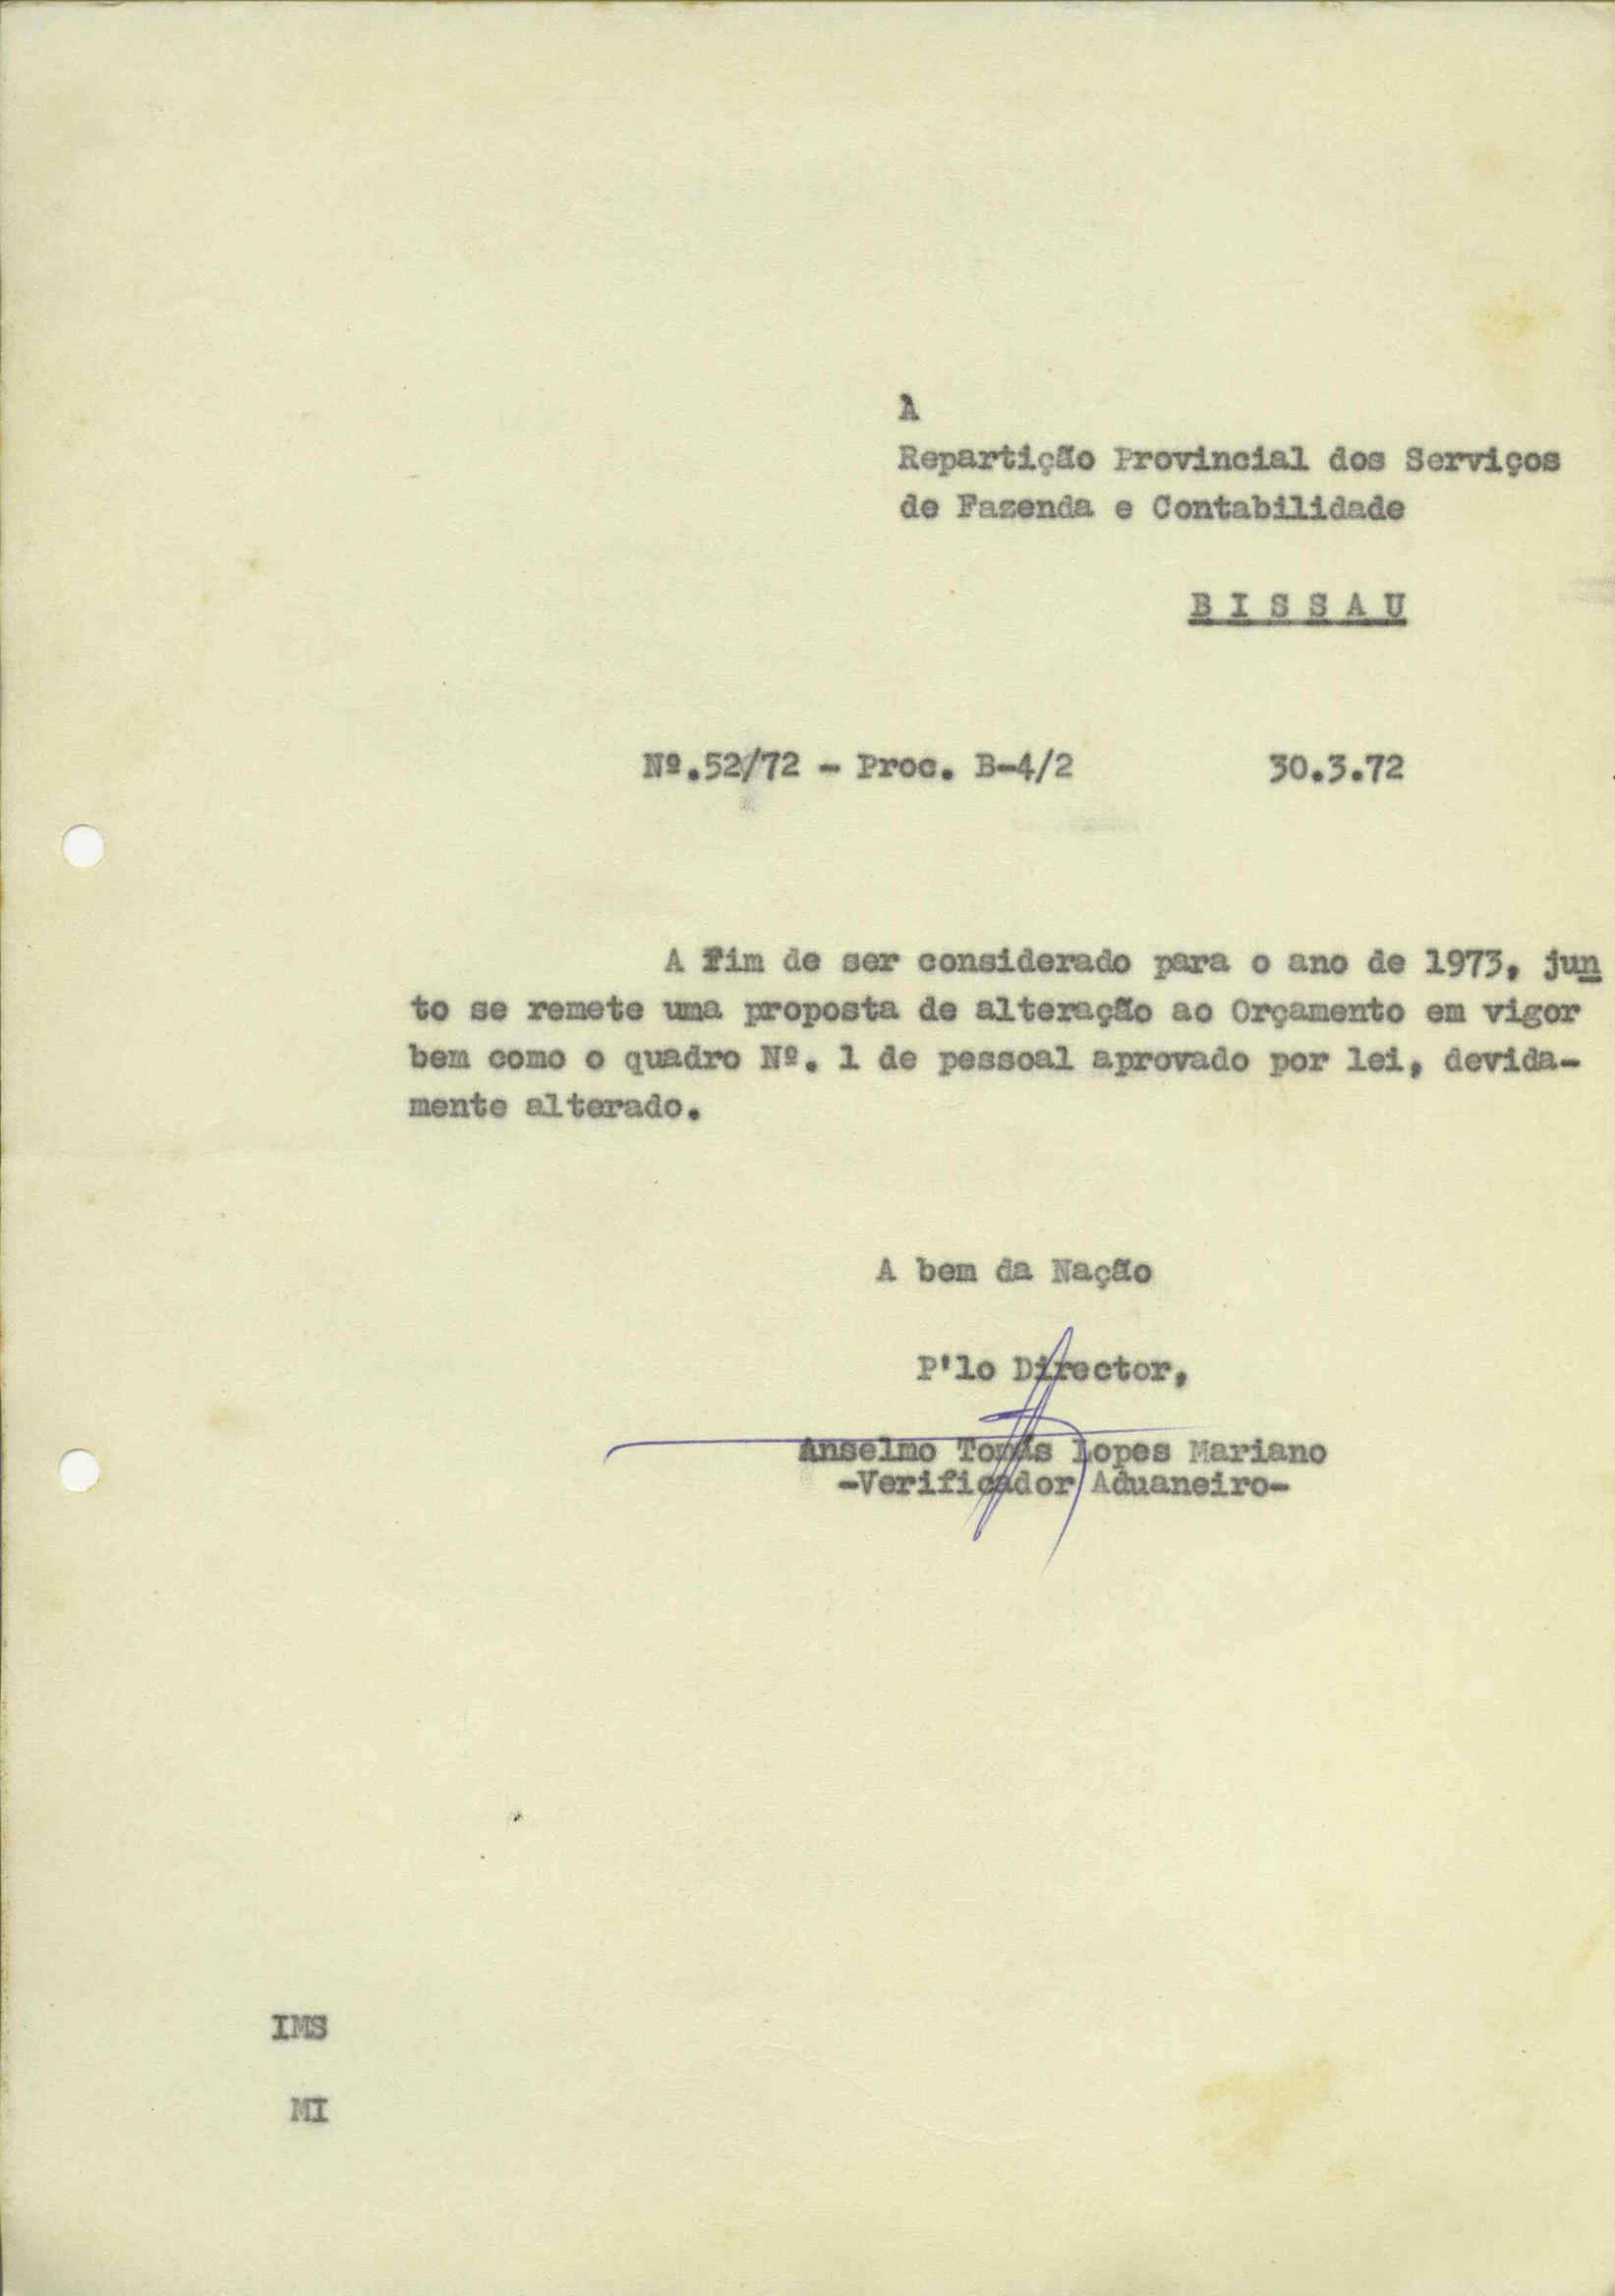 À
Repartição Provincial dos Serviços
de Fazenda e Contabilidade
B I S S A U
Nº.52/72 - Proc. B-4/2 30.3.72
A fim de ser considerado para o ano de 1973, jun
to se remete uma proposta de alteração ao Orçamento em vigor
bem como o quadro Nº. 1 de pessoal aprovado por lei, devida-
mente alterado.
A bem da Nação
P'lo Director,
Anselmo Tomás Lopes Mariano
-Verificador Aduaneiro-
IMS
MI